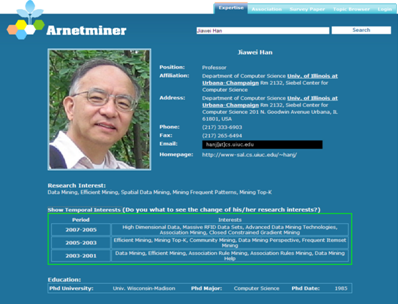 Expertise Association Survey Paper Topic Browser Login
Arnetminer
Jiawei Han
Search
Jiawei Han
Position: Professor
Affiliation: Department of Computer Science Univ. of Illinois at
Urbana-Champaign Rm 2132, Siebel Center for
Computer Science
Address: Department of Computer Science Univ. of Illinois at
Urbana-Champaign Rm 2132, Siebel Center for
Computer Science 201 N. Goodwin Avenue Urbana, IL
61801, USA
Phone: (217) 333-6903
Fax: (217) 265-6494
Email: hanj[at]cs.uiuc.edu
Homepage: http://www-sal.cs.uiuc.edu/~hanj/
Research Interest:
Data Mining, Efficient Mining, Spatial Data Mining, Mining Frequent Patterns, Mining Top-K
Show Temporal Interests (Do you what to see the change of his/her research interests?)
Period Interests
2007-2005 High Dimensional Data, Massive RFID Data Sets, Advanced Data Mining Technologies,
Association Mining, Closed Constrained Gradient Mining
2005-2003 Efficient Mining, Mining Top-K, Community Mining, Data Mining Perspective, Frequent Itemset
Mining
2003-2001 Data Mining, Efficient Mining, Association Rule Mining, Association Rules Mining, Data Mining
Help
Education:
Phd University: Univ. Wisconsin-Madison Phd Major: Computer Science Phd Date: 1985